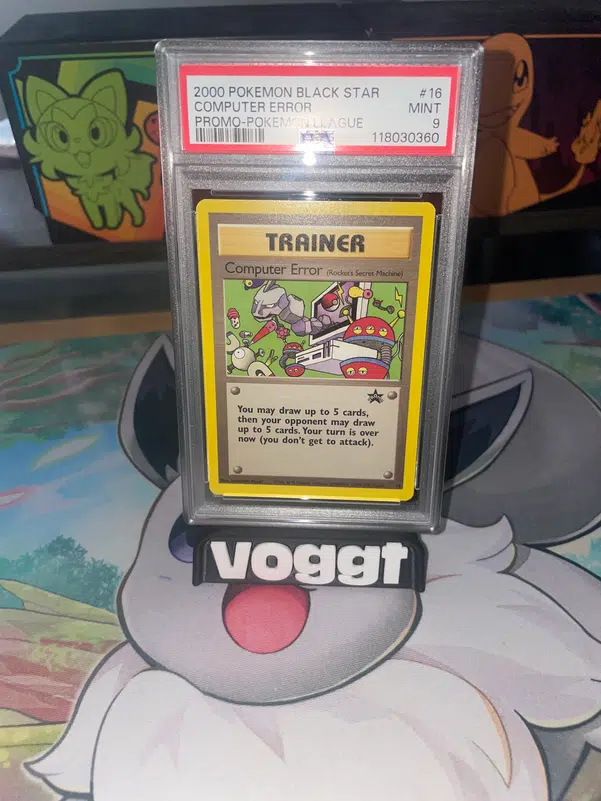 2000 POKEMON BLACK STAR #16
COMPUTER ERROR MINT
PROMO-POKEMON LEAGUE 9
118030360
TRAINER
Computer Error (Rocket's Secret Machine)
PROMO
You may draw up to 5 cards,
then your opponent may draw
up to 5 cards. Your turn is over
now (you don't get to attack).
voggt